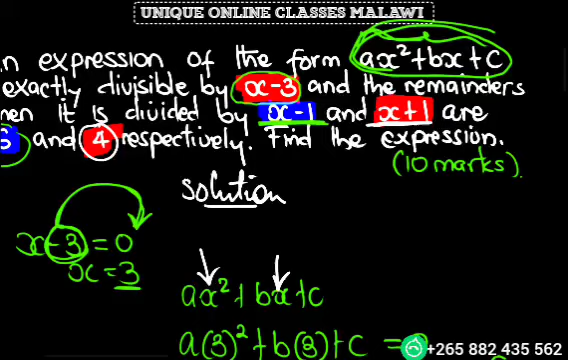 UNIQUE ONLINE CLASSES MALAWI
n expression of the form ax²+bx+c
exactly divisible by x-3 and the remainders
hen it is divided by x-1 and x+1 are
and 4 respectively. Find the expression.
(10 marks).
solution
x-3=0
x=3
ax²+bx+c
a(3)²+b(3)+c =
+265 882 435 562